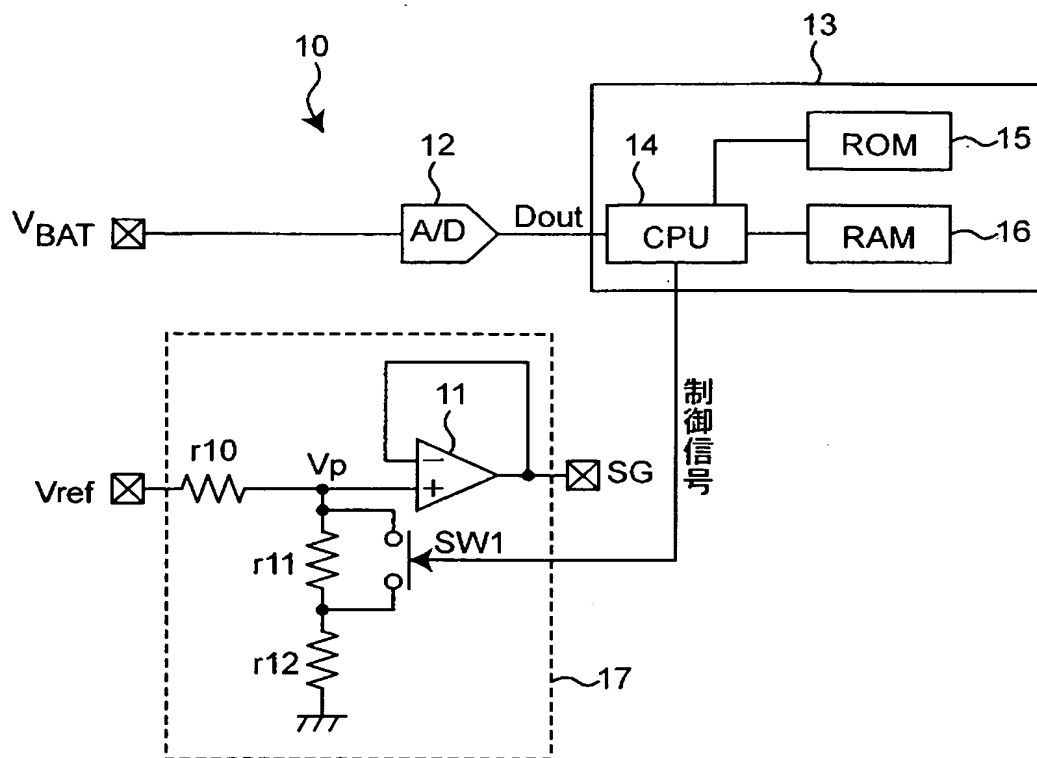 10
13
12
14
ROM
15
V_BAT
A/D
Dout
CPU
RAM
16
11
制御信号
r10
Vref
Vp
−
+
SG
r11
SW1
r12
17